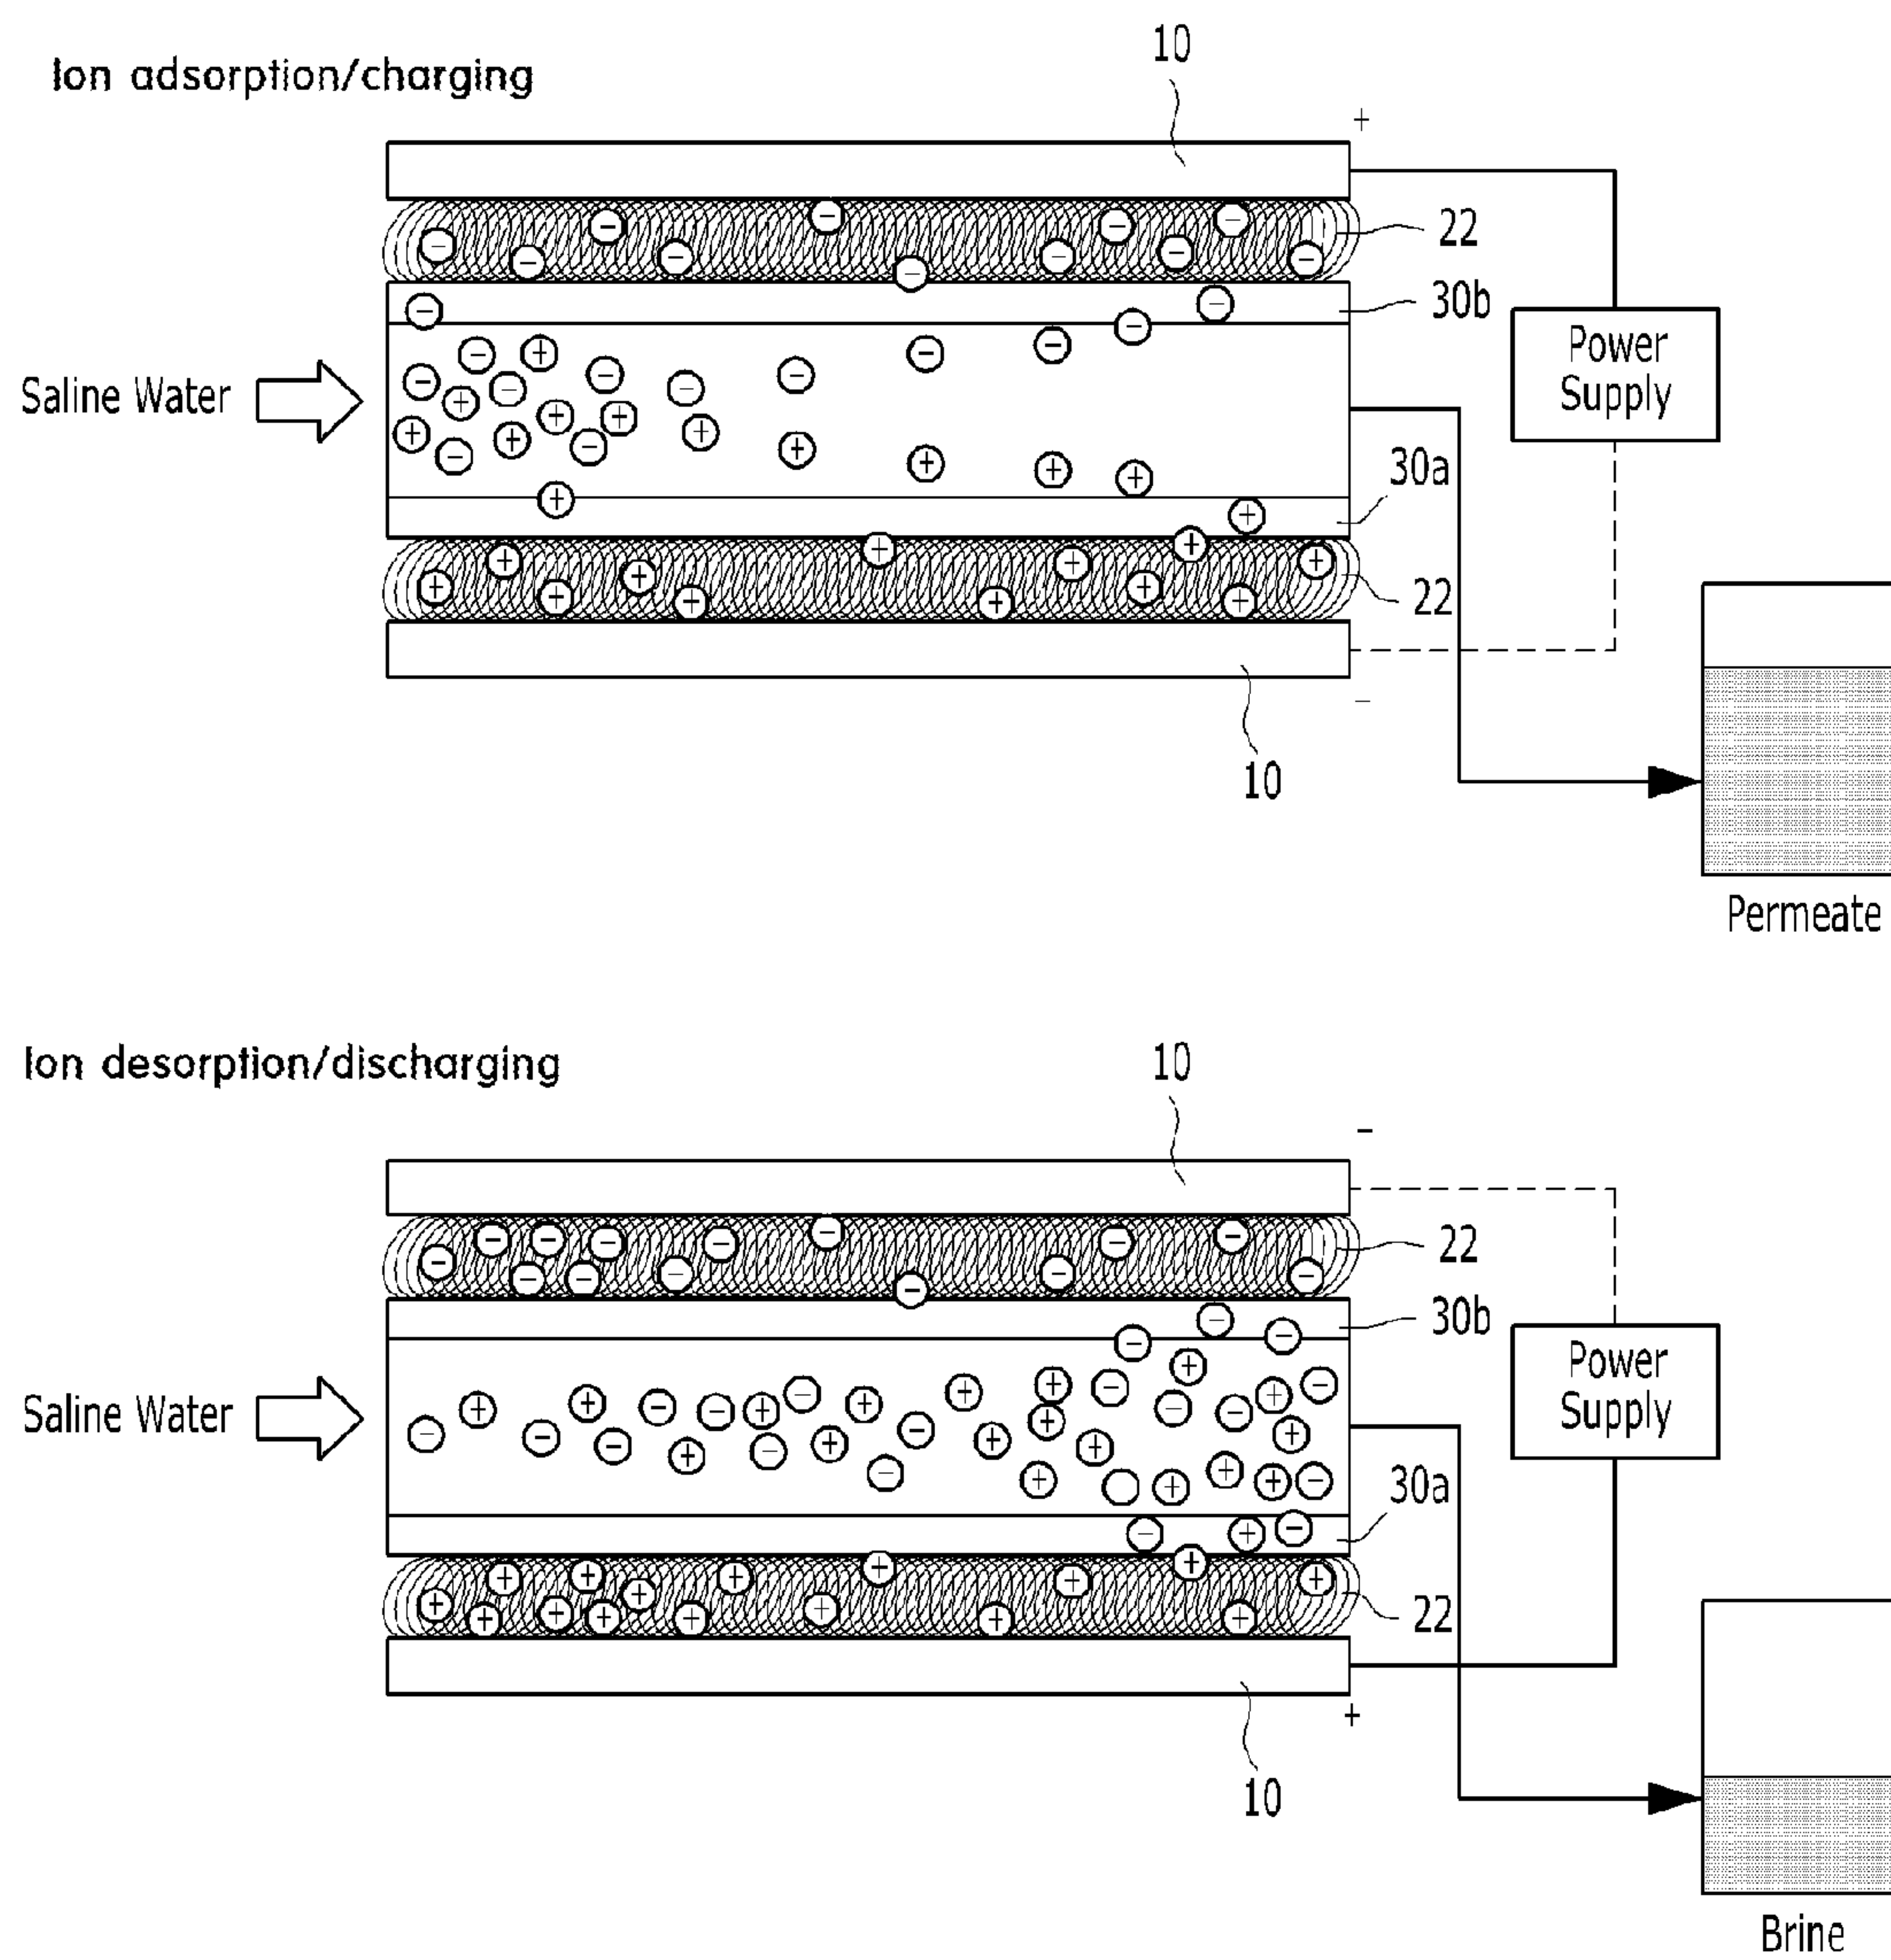 Ion adsorption/charging
10
+
22
30b
Saline Water
Power
Supply
30a
22
−
10
Permeate
Ion desorption/discharging
10
−
22
30b
Saline Water
Power
Supply
30a
22
+
10
Brine